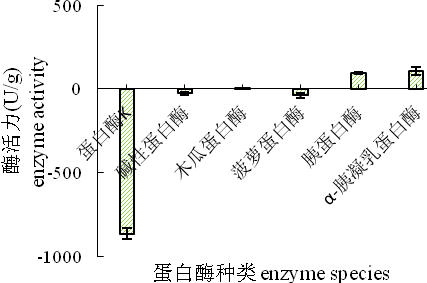 酶活力(U/g)
enzyme activity
500
0
-500
-1000
蛋白酶K
碱性蛋白酶
木瓜蛋白酶
菠萝蛋白酶
胰蛋白酶
α-胰凝乳蛋白酶
蛋白酶种类 enzyme species